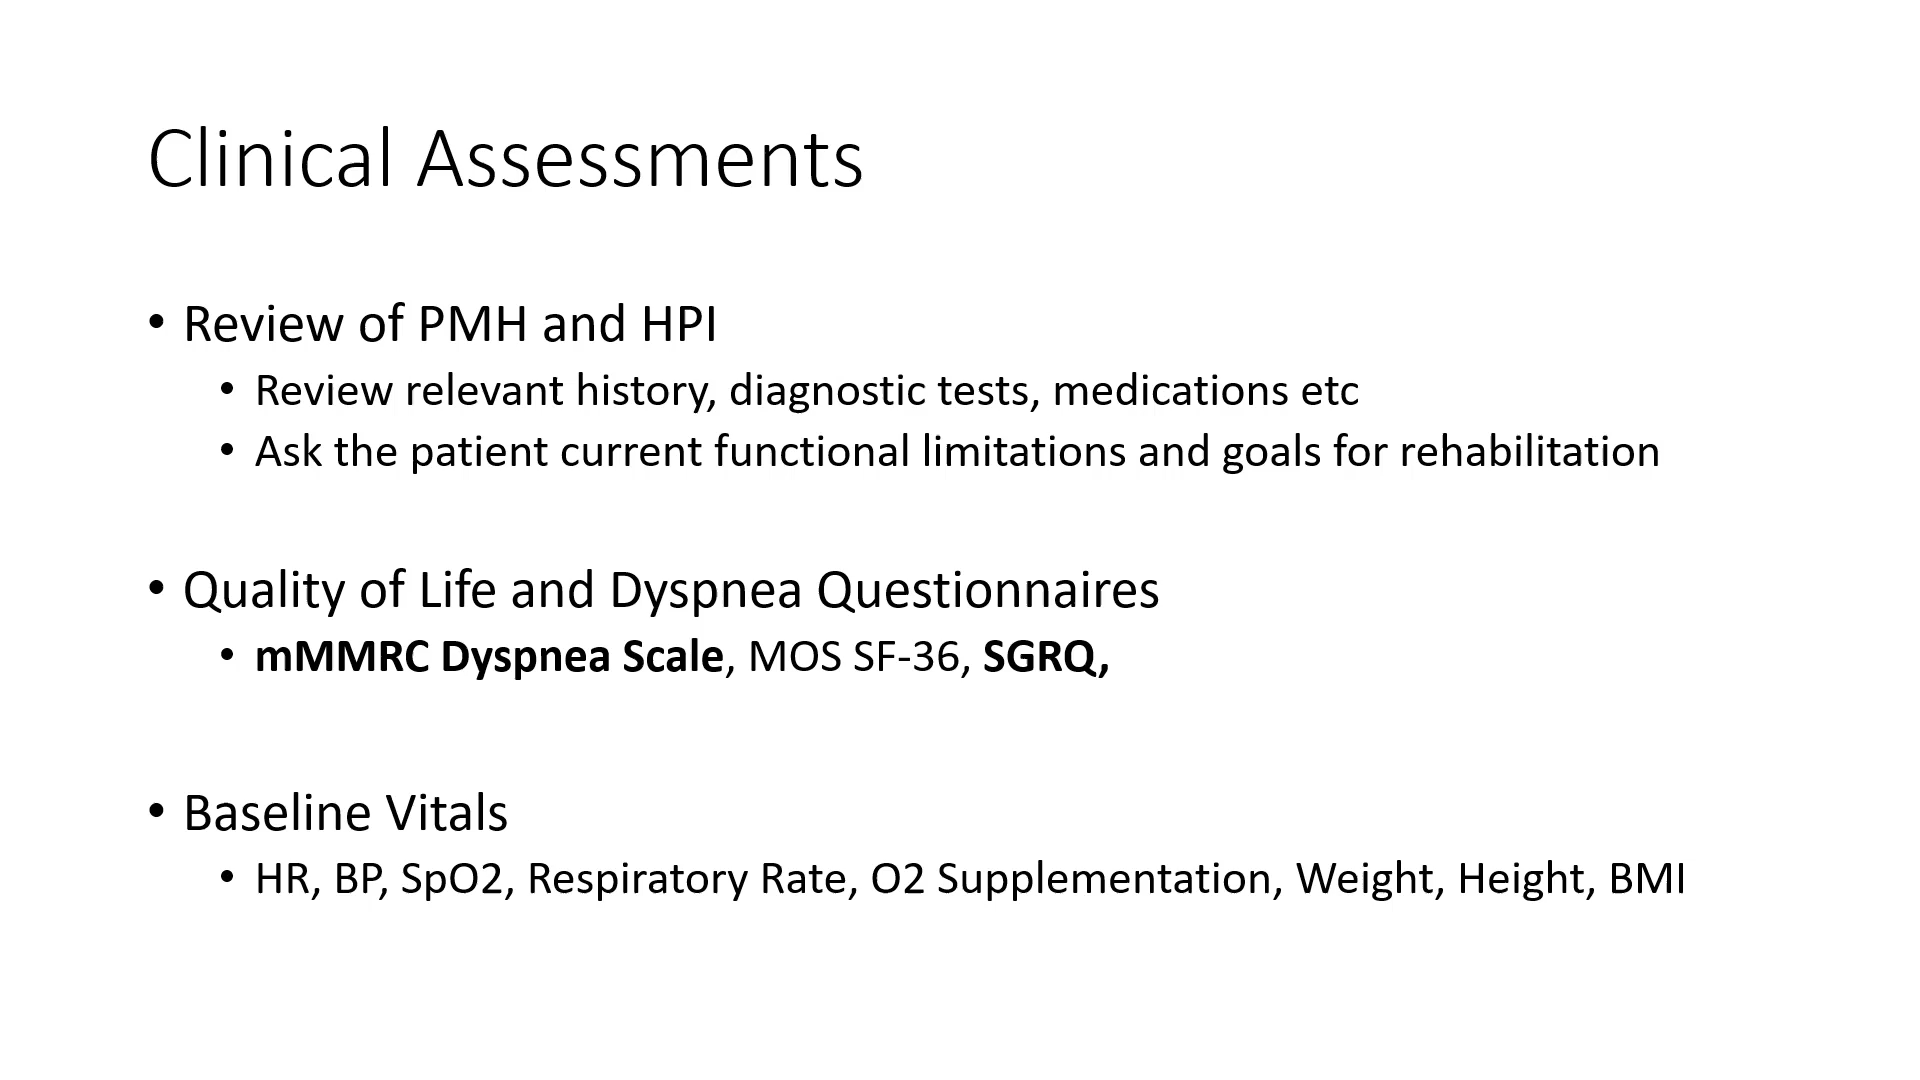 Clinical Assessments
• Review of PMH and HPI
• Review relevant history, diagnostic tests, medications etc
• Ask the patient current functional limitations and goals for rehabilitation
• Quality of Life and Dyspnea Questionnaires
• mMMRC Dyspnea Scale, MOS SF-36, SGRQ,
• Baseline Vitals
• HR, BP, SpO2, Respiratory Rate, O2 Supplementation, Weight, Height, BMI